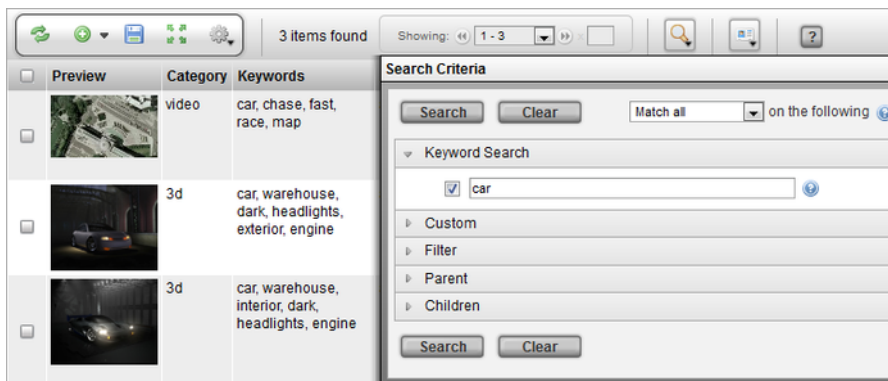 3 items found
Showing:
1 - 3
x
?
Preview
Category
Keywords
video
car, chase, fast,
race, map
3d
car, warehouse,
dark, headlights,
exterior, engine
3d
car, warehouse,
interior, dark,
headlights, engine
Search Criteria
Search
Clear
Match all
on the following
?
Keyword Search
car
?
Custom
Filter
Parent
Children
Search
Clear